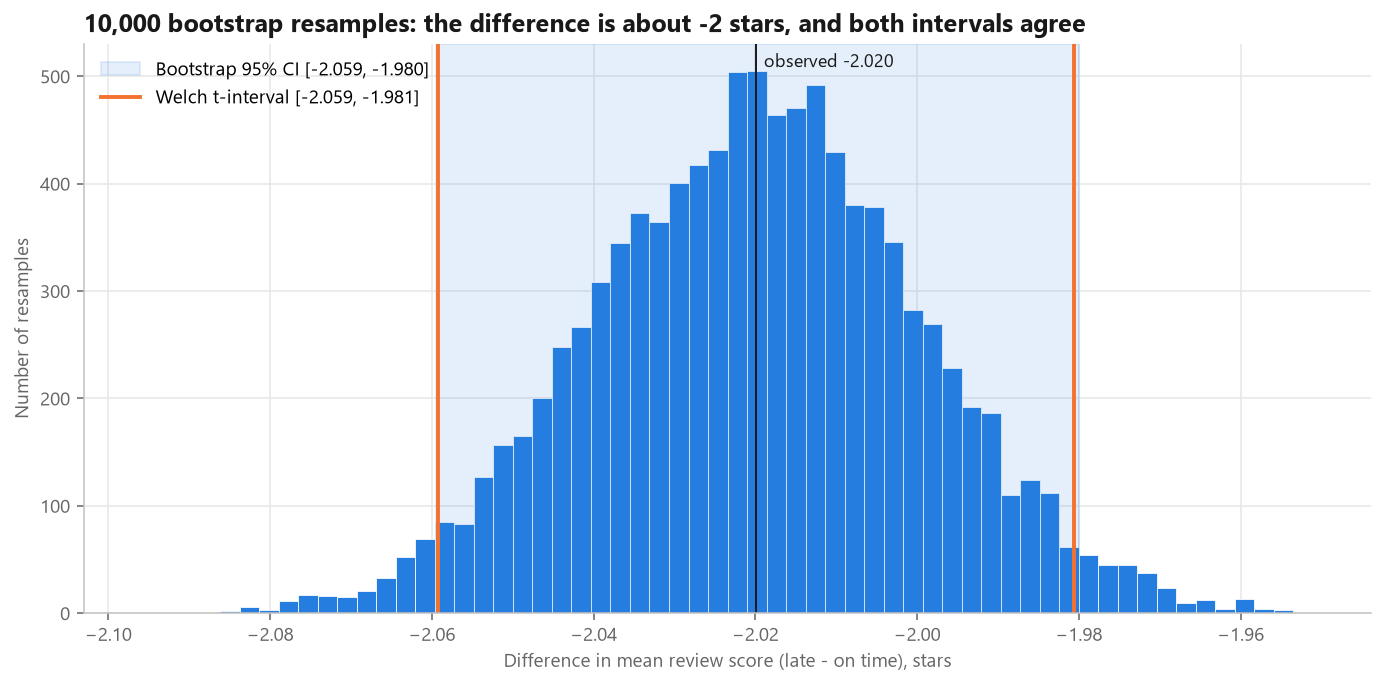 10,000 bootstrap resamples: the difference is about -2 stars, and both intervals agree
Bootstrap 95% CI [-2.059, -1.980]
Welch t-interval [-2.059, -1.981]
observed -2.020
Number of resamples
500
400
300
200
100
0
−2.10
−2.08
−2.06
−2.04
−2.02
−2.00
−1.98
−1.96
Difference in mean review score (late - on time), stars